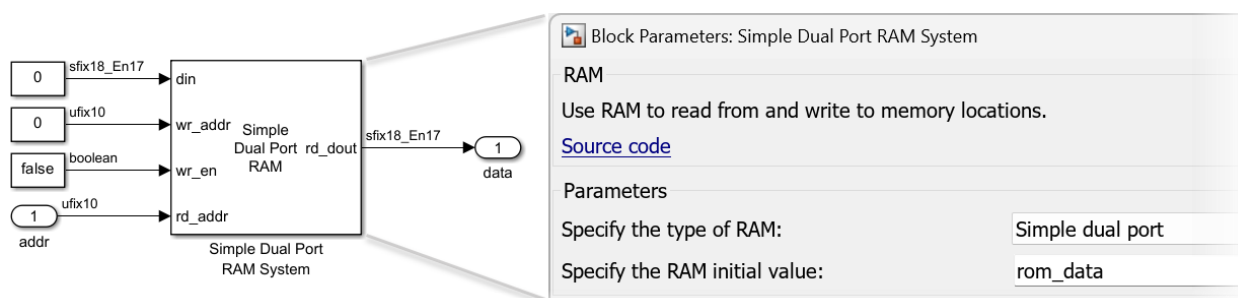 0
sfix18_En17
din
0
ufix10
wr_addr
Simple
Dual Port
RAM
rd_dout
sfix18_En17
1
data
false
boolean
wr_en
1
ufix10
rd_addr
addr
Simple Dual Port
RAM System
Block Parameters: Simple Dual Port RAM System
RAM
Use RAM to read from and write to memory locations.
Source code
Parameters
Specify the type of RAM: Simple dual port
Specify the RAM initial value: rom_data